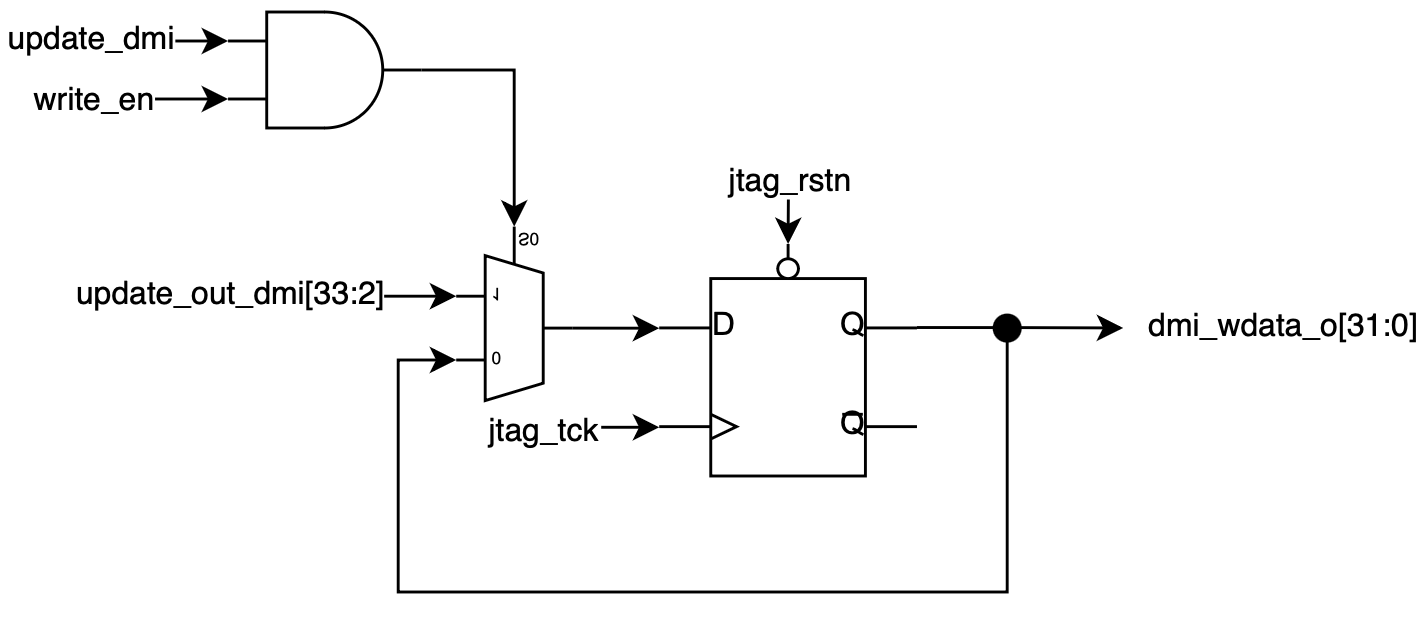 update_dmi
write_en
jtag_rstn
S0
update_out_dmi[33:2]
1
D
Q
dmi_wdata_o[31:0]
0
jtag_tck
Q̅